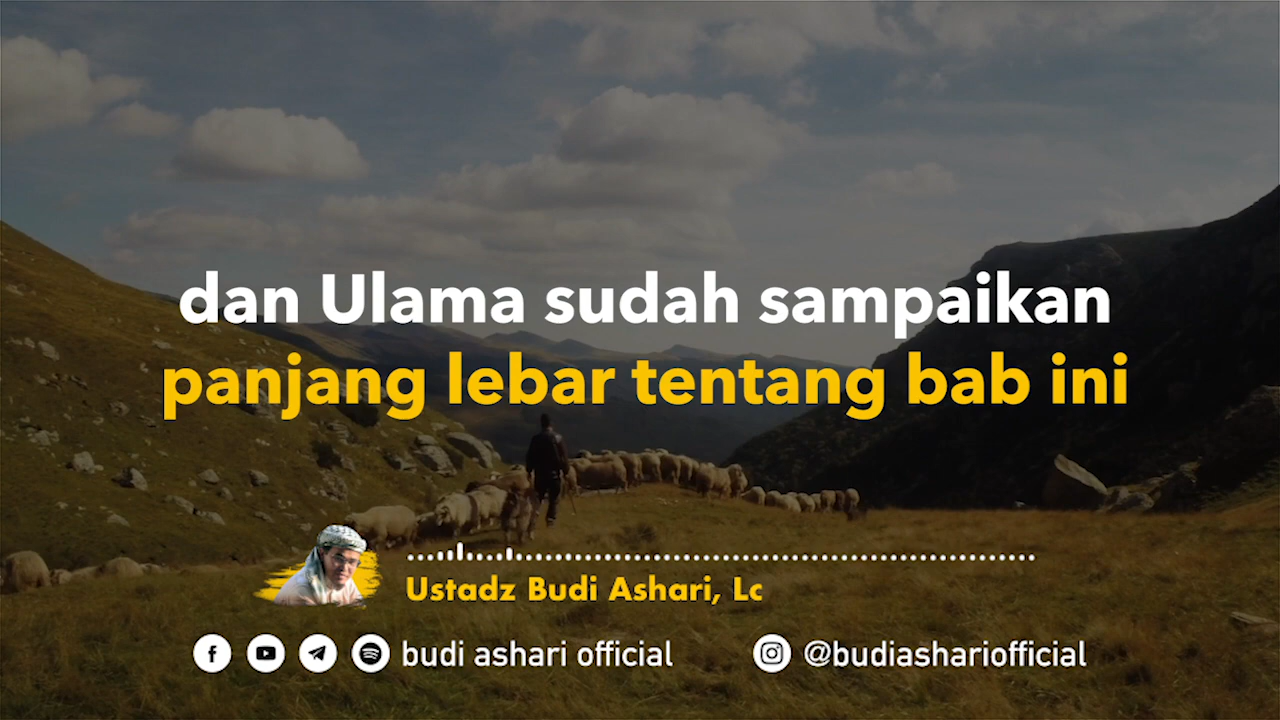 dan Ulama sudah sampaikan
panjang lebar tentang bab ini
Ustadz Budi Ashari, Lc
budi ashari official
@budiashariofficial